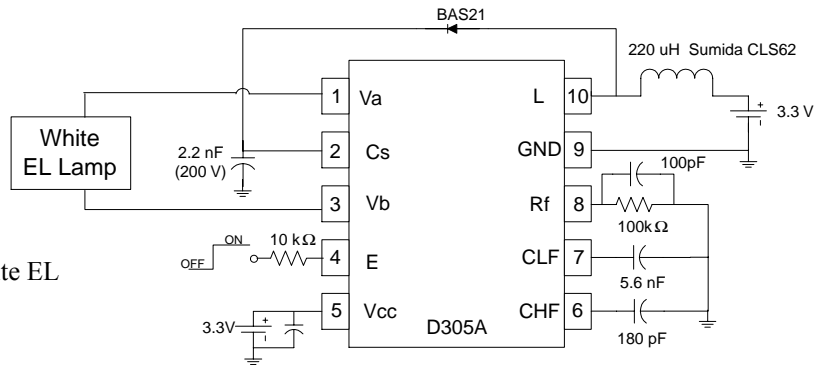 BAS21
220 uH Sumida CLS62
White
EL Lamp
1 Va
L 10
+
3.3 V
-
2.2 nF
(200 V)
2 Cs
GND 9
3 Vb
Rf 8
100pF
100kΩ
te EL
OFF
ON
10 kΩ
4 E
CLF 7
5.6 nF
3.3V
+
-
5 Vcc
CHF 6
180 pF
D305A